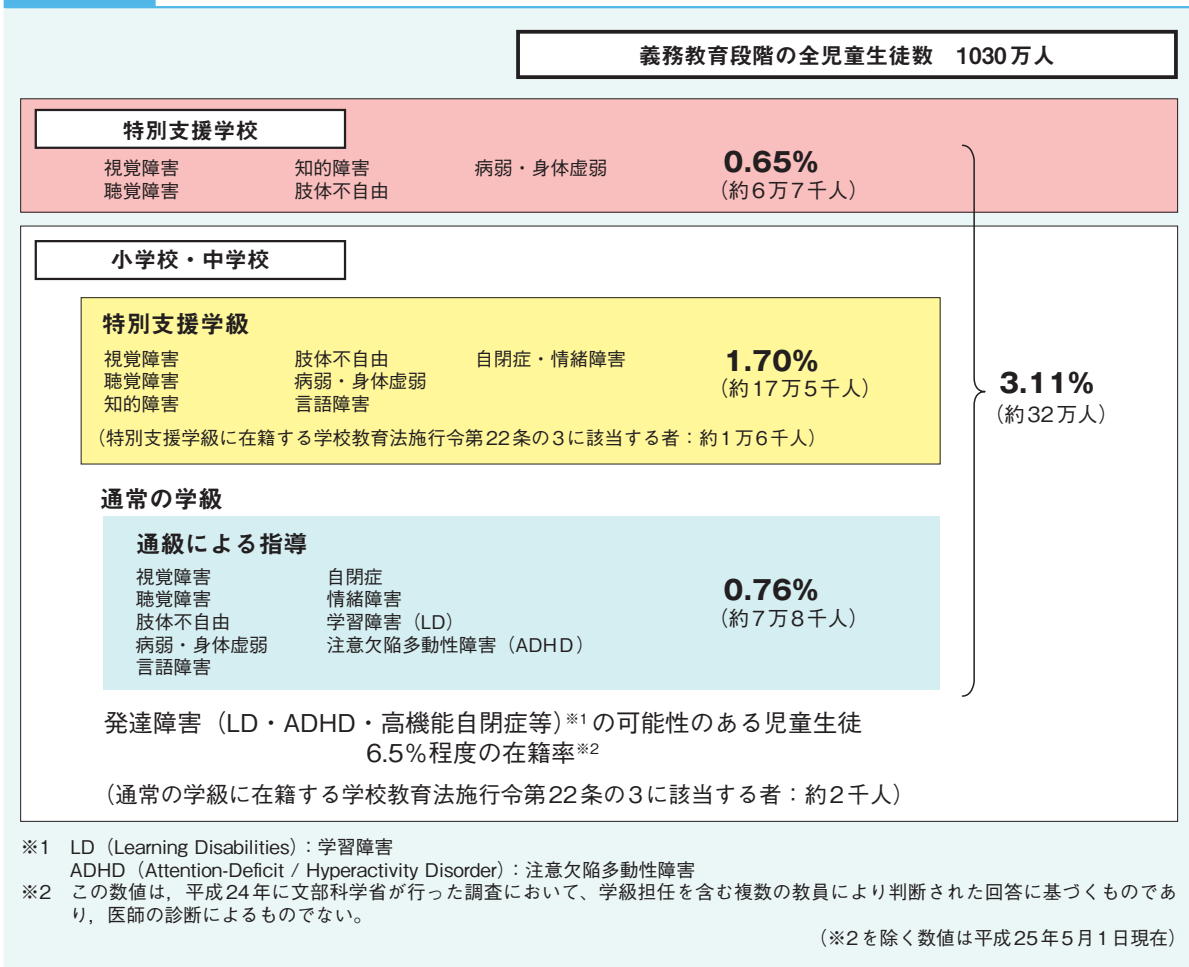 義務教育段階の全児童生徒数　1030万人
特別支援学校
視覚障害　知的障害　病弱・身体虚弱
聴覚障害　肢体不自由
0.65%
（約6万7千人）
小学校・中学校
特別支援学級
視覚障害　肢体不自由　自閉症・情緒障害
聴覚障害　病弱・身体虚弱
知的障害　言語障害
1.70%
（約17万5千人）
（特別支援学級に在籍する学校教育法施行令第22条の3に該当する者：約1万6千人）
3.11%
（約32万人）
通常の学級
通級による指導
視覚障害　自閉症
聴覚障害　情緒障害
肢体不自由　学習障害（LD）
病弱・身体虚弱　注意欠陥多動性障害（ADHD）
言語障害
0.76%
（約7万8千人）
発達障害（LD・ADHD・高機能自閉症等）※1の可能性のある児童生徒
6.5%程度の在籍率※2
（通常の学級に在籍する学校教育法施行令第22条の3に該当する者：約2千人）
※1　LD（Learning Disabilities）：学習障害
ADHD（Attention-Deficit / Hyperactivity Disorder）：注意欠陥多動性障害
※2　この数値は，平成24年に文部科学省が行った調査において、学級担任を含む複数の教員により判断された回答に基づくものであ
り，医師の診断によるものでない。
（※2を除く数値は平成25年5月1日現在）